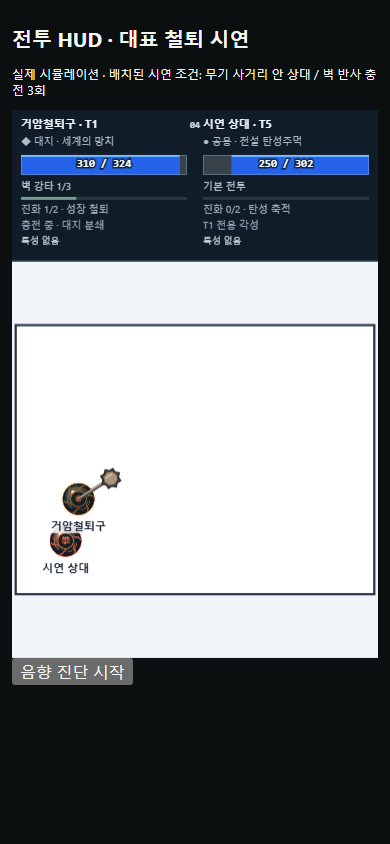 전투 HUD · 대표 철퇴 시연
실제 시뮬레이션 · 배치된 시연 조건: 무기 사거리 안 상대 / 벽 반사 충
전 3회
거암철퇴구 · T1
04 시연 상대 · T5
◆ 대지 · 세계의 망치
● 공용 · 전설 탄성주먹
310 / 324
250 / 302
벽 강타 1/3
기본 전투
진화 1/2 · 성장 철퇴
진화 0/2 · 탄성 축적
충전 중 · 대지 분쇄
T1 전용 각성
특성 없음
특성 없음
거암철퇴구
시연 상대
음향 진단 시작